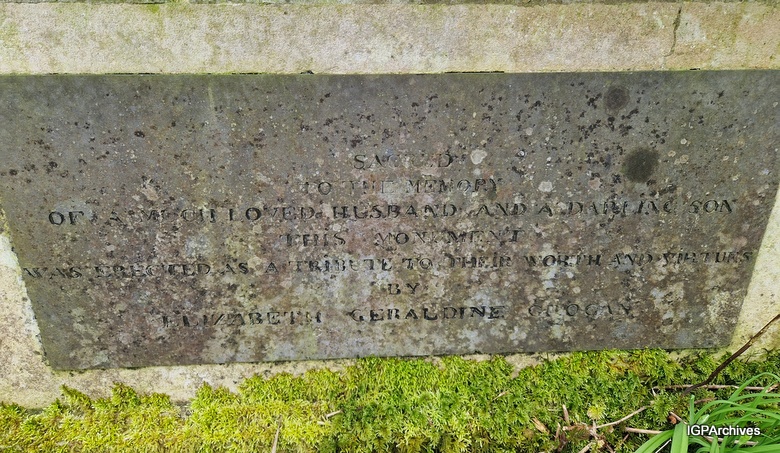 SACRED
TO THE MEMORY
OF A MUCH LOVED HUSBAND AND A DARLING SON
THIS MONUMENT
WAS ERECTED AS A TRIBUTE TO THEIR WORTH AND VIRTUES
BY
ELIZABETH GERALDINE GROGAN
IGPArchives